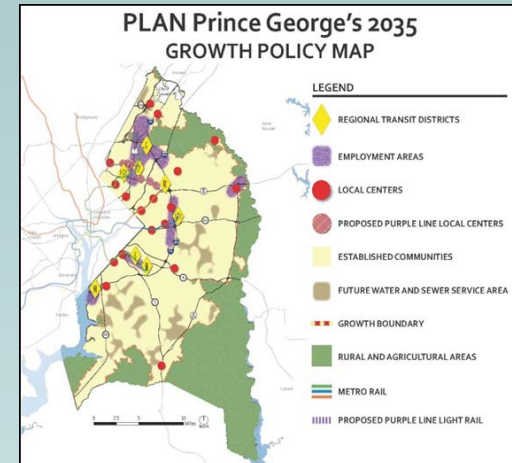 PLAN Prince George's 2035
GROWTH POLICY MAP
LEGEND
REGIONAL TRANSIT DISTRICTS
EMPLOYMENT AREAS
LOCAL CENTERS
PROPOSED PURPLE LINE LOCAL CENTERS
ESTABLISHED COMMUNITIES
FUTURE WATER AND SEWER SERVICE AREA
GROWTH BOUNDARY
RURAL AND AGRICULTURAL AREAS
METRO RAIL
PROPOSED PURPLE LINE LIGHT RAIL